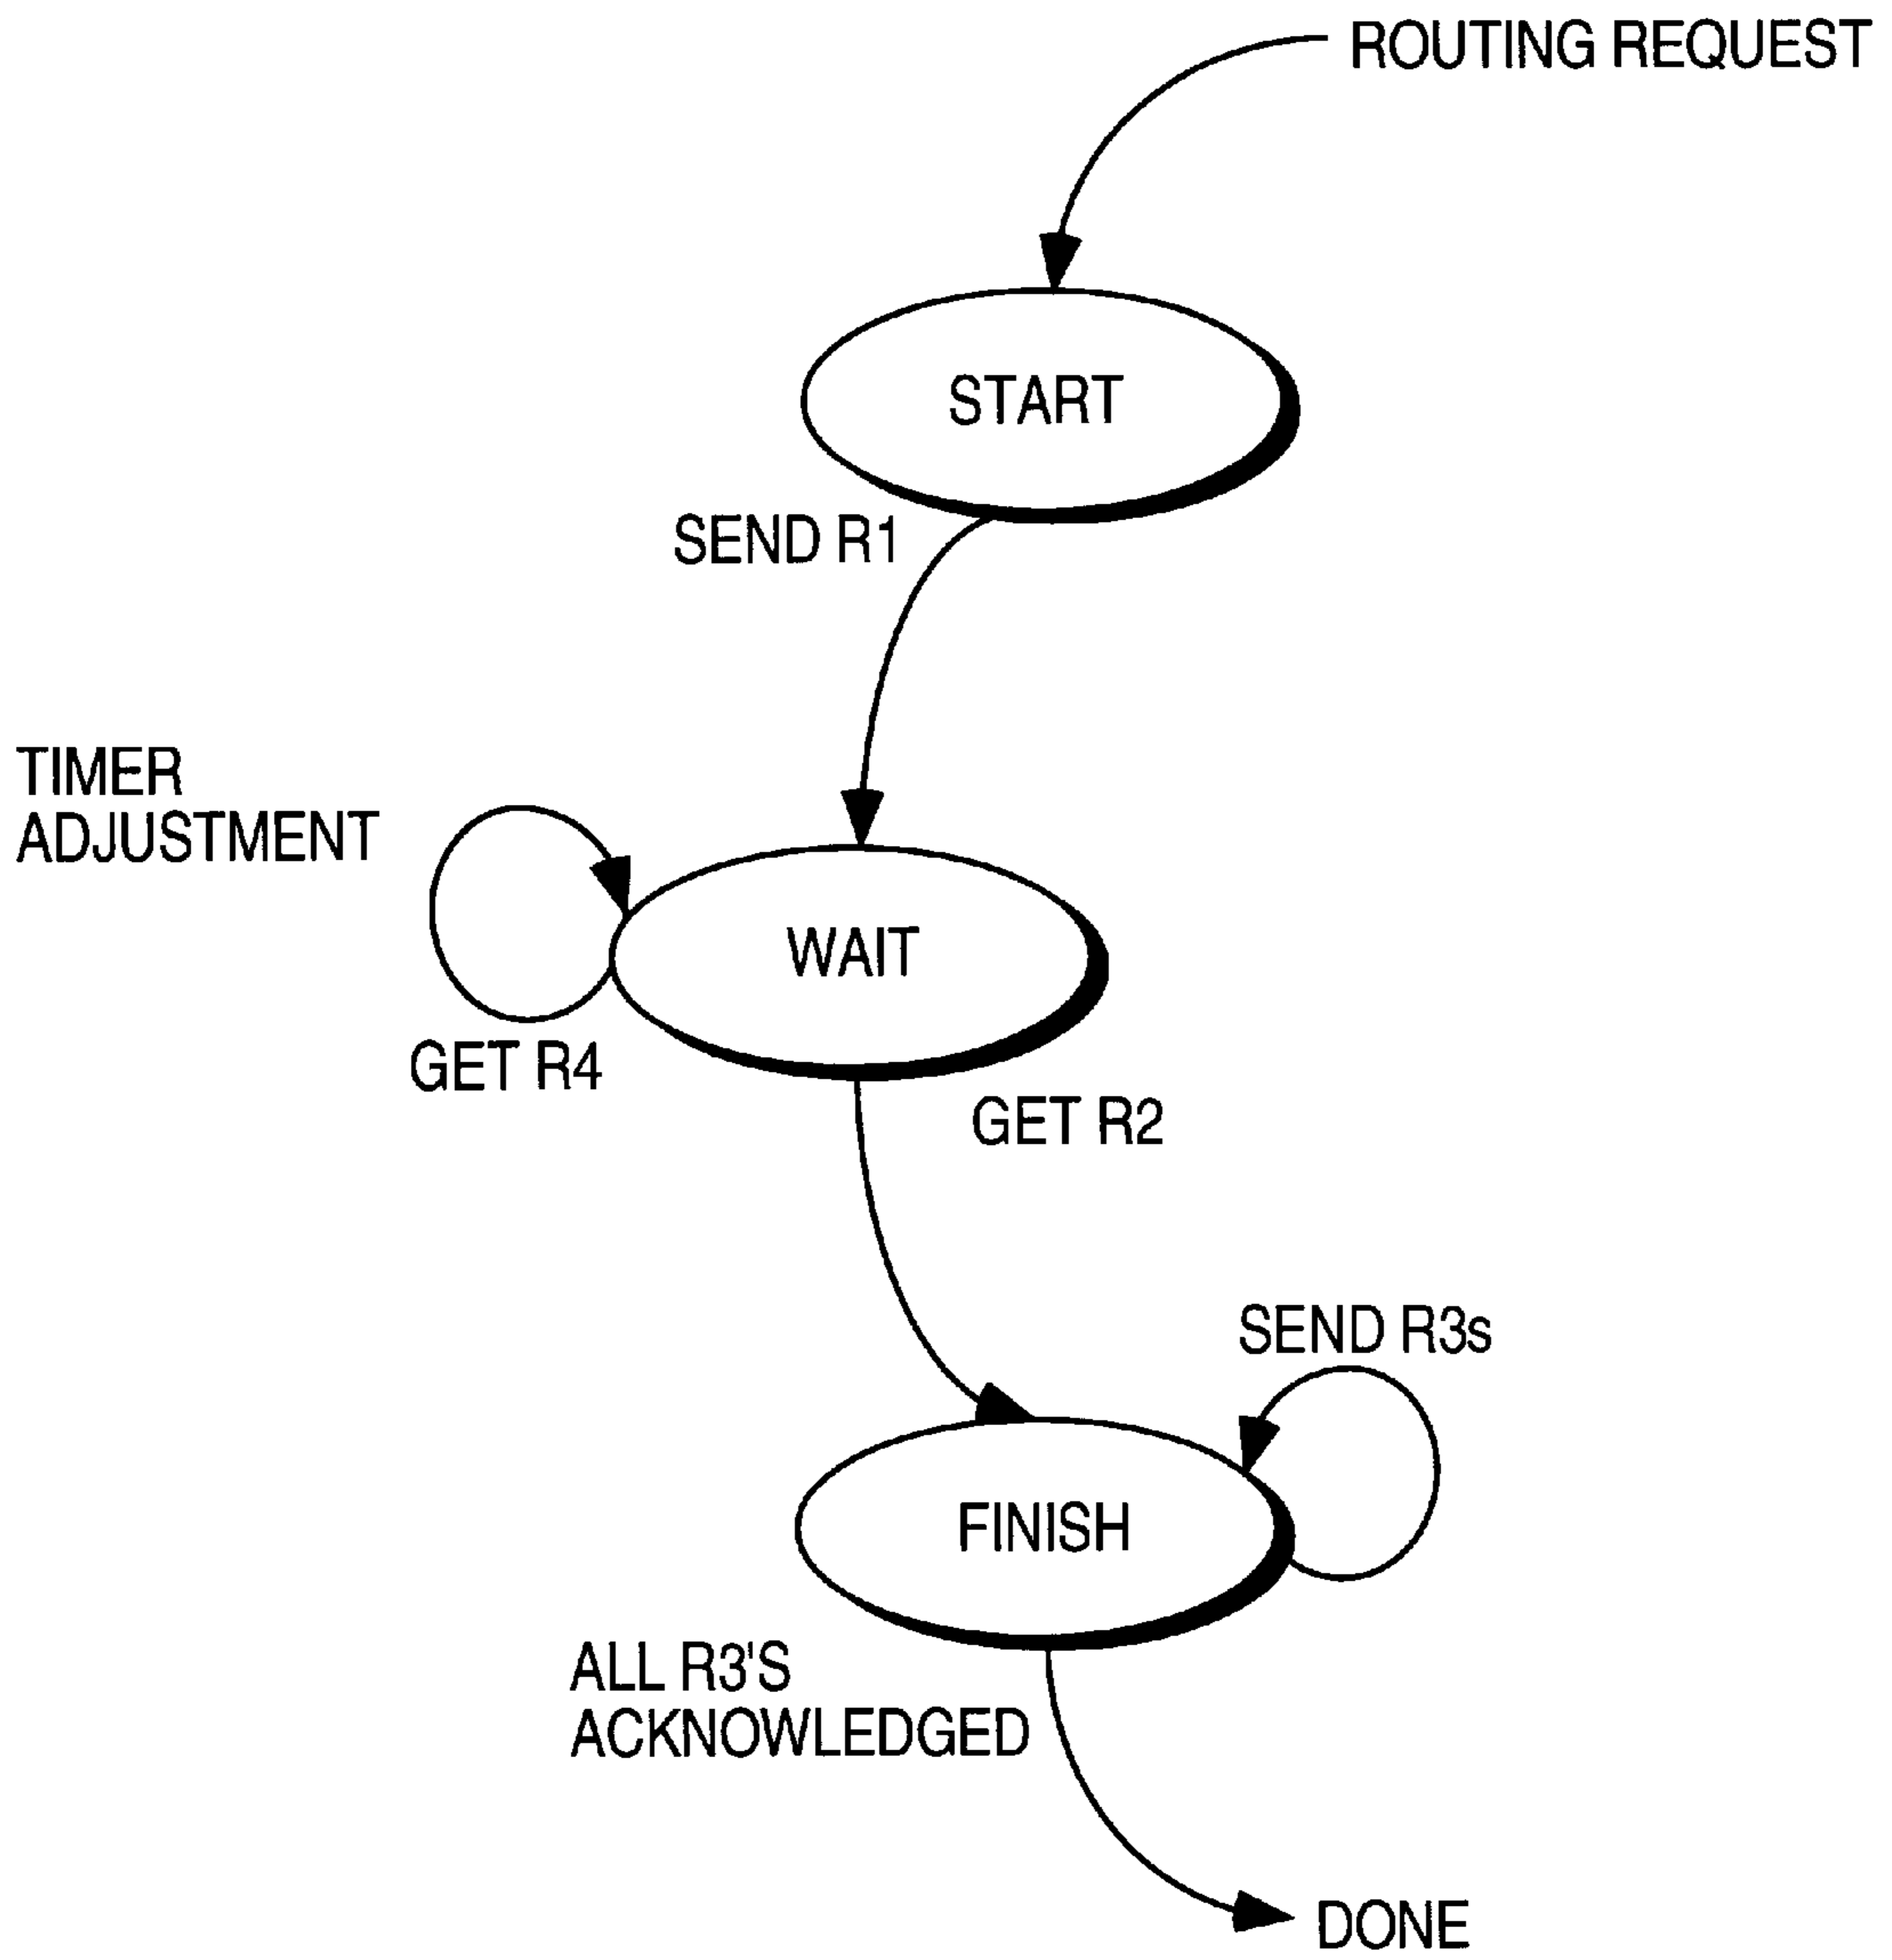 ROUTING REQUEST
START
SEND R1
TIMER
ADJUSTMENT
WAIT
GET R4
GET R2
SEND R3s
FINISH
ALL R3'S
ACKNOWLEDGED
DONE